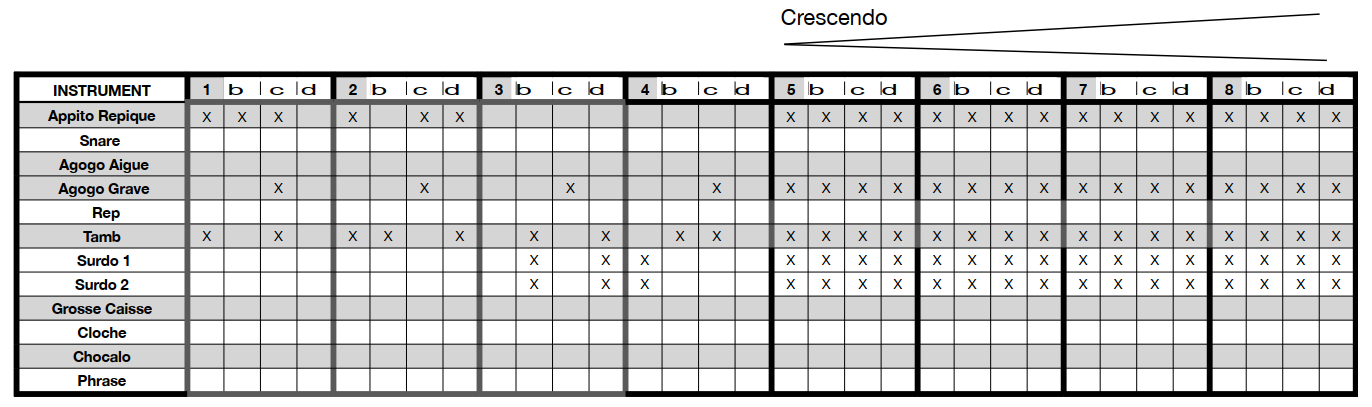 Crescendo
INSTRUMENT 1 b c d 2 b c d 3 b c d 4 b c d 5 b c d 6 b c d 7 b c d 8 b c d
Appito Repique X X X X X X X X X X X X X X X X X X X X X X
Snare
Agogo Aigue
Agogo Grave X X X X X X X X X X X X X X X X X X X X
Rep
Tamb X X X X X X X X X X X X X X X X X X X X X X X X X
Surdo 1 X X X X X X X X X X X X X X X X X X X
Surdo 2 X X X X X X X X X X X X X X X X X X X
Grosse Caisse
Cloche
Chocalo
Phrase